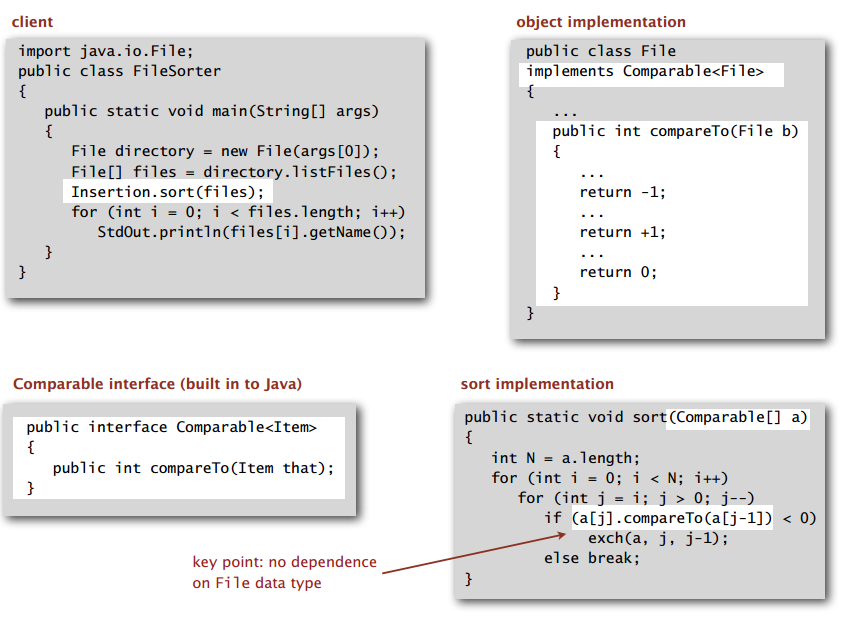 client
import java.io.File;
public class FileSorter
{
   public static void main(String[] args)
   {
      File directory = new File(args[0]);
      File[] files = directory.listFiles();
      Insertion.sort(files);
      for (int i = 0; i < files.length; i++)
         StdOut.println(files[i].getName());
   }
}
object implementation
public class File
implements Comparable<File>
{
   ...
   public int compareTo(File b)
   {
      ...
      return -1;
      ...
      return +1;
      ...
      return 0;
   }
}
Comparable interface (built in to Java)
public interface Comparable<Item>
{
   public int compareTo(Item that);
}
sort implementation
public static void sort(Comparable[] a)
{
   int N = a.length;
   for (int i = 0; i < N; i++)
      for (int j = i; j > 0; j--)
         if (a[j].compareTo(a[j-1]) < 0)
              exch(a, j, j-1);
         else break;
}
key point: no dependence
on File data type